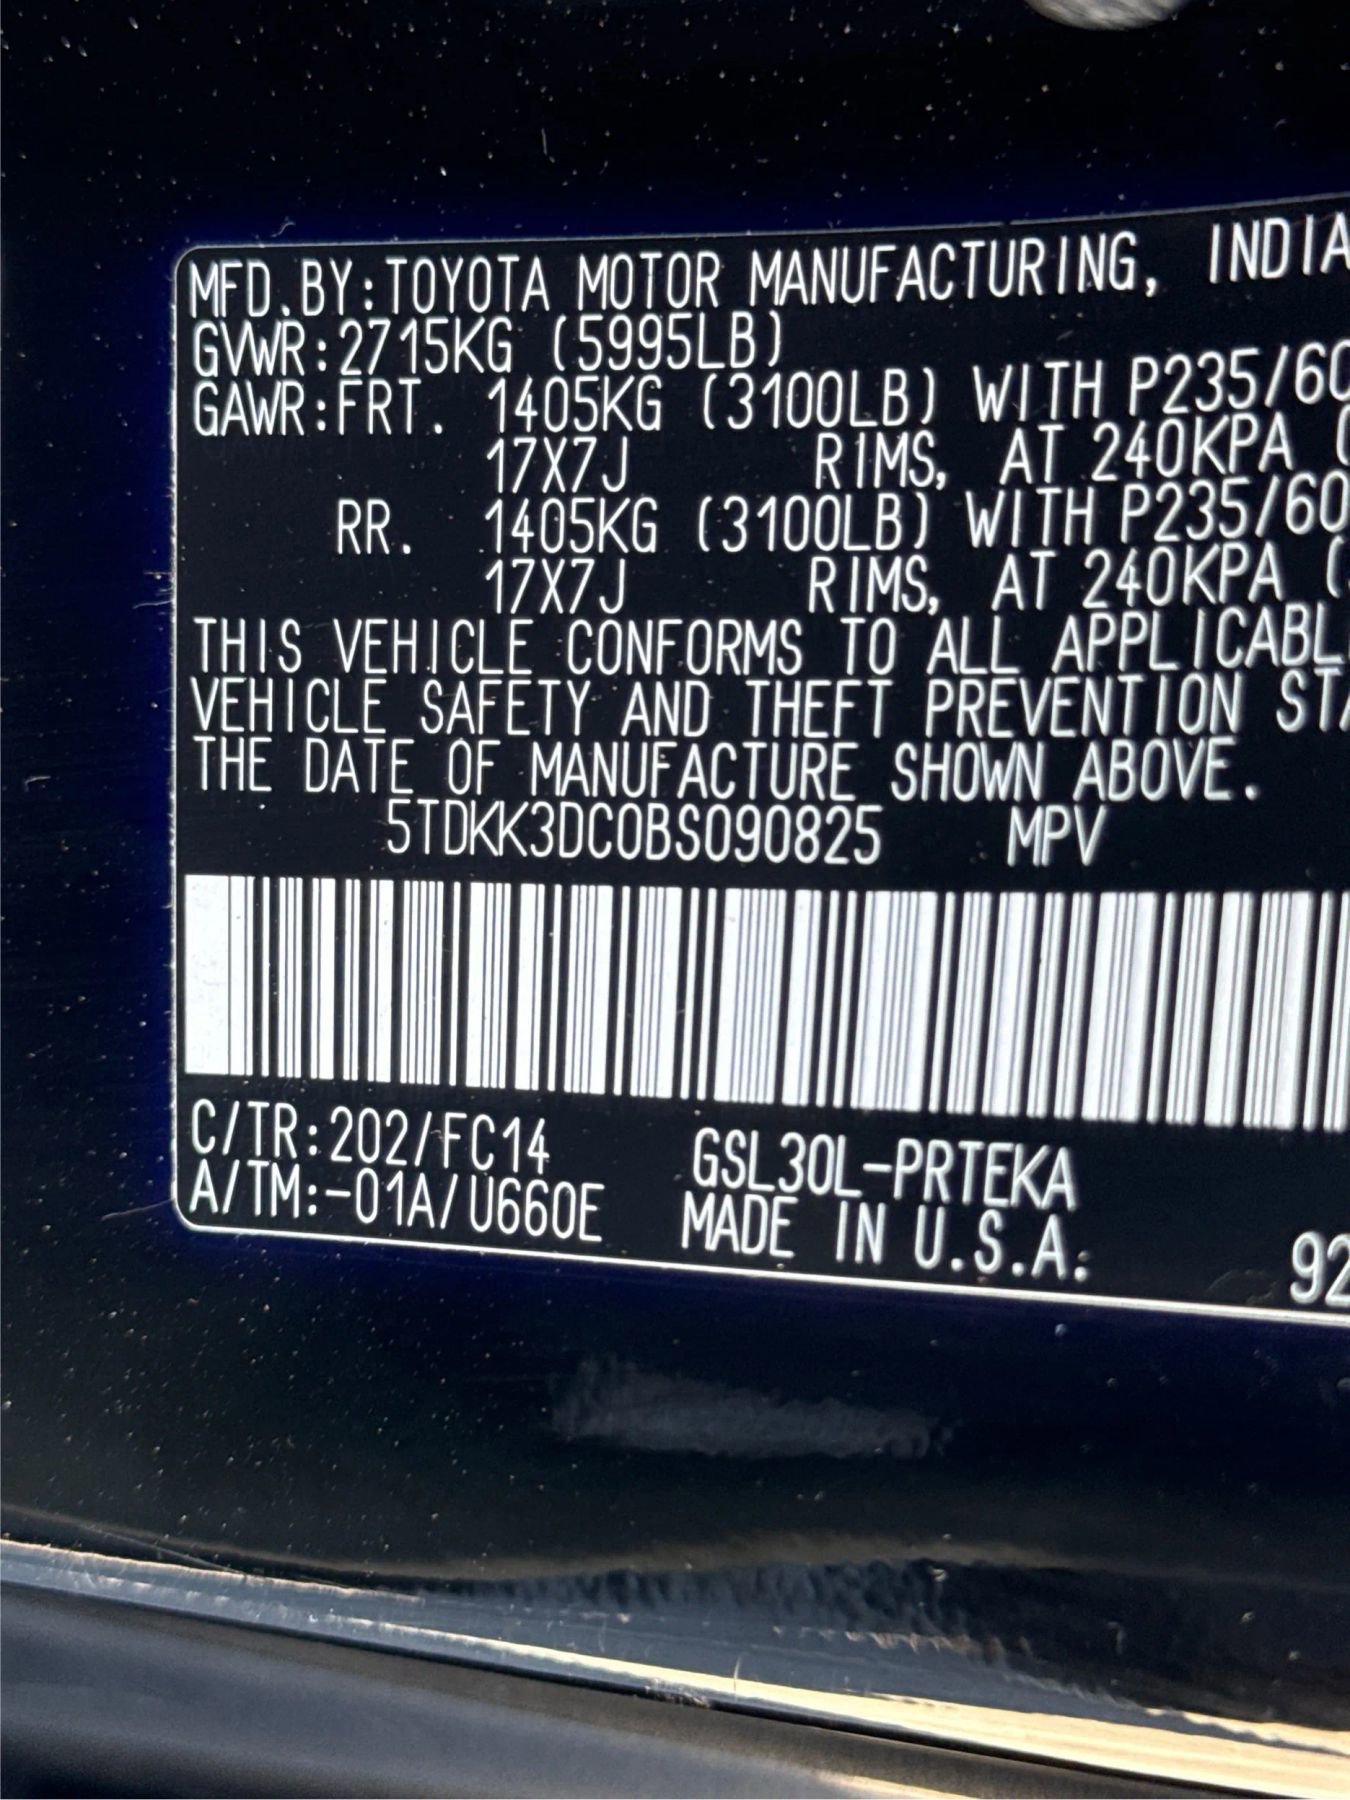 MFD.BY:TOYOTA MOTOR MANUFACTURING, INDIA
GVWR:2715KG (5995LB)
GAWR:FRT. 1405KG (3100LB) WITH P235/60
17X7J RIMS, AT 240KPA (
RR. 1405KG (3100LB) WITH P235/60
17X7J RIMS, AT 240KPA (
THIS VEHICLE CONFORMS TO ALL APPLICABL
VEHICLE SAFETY AND THEFT PREVENTION STA
THE DATE OF MANUFACTURE SHOWN ABOVE.
5TDKK3DC0BS090825 MPV
C/TR:202/FC14 GSL30L-PRTEKA
A/TM:-01A/U660E MADE IN U.S.A.
92